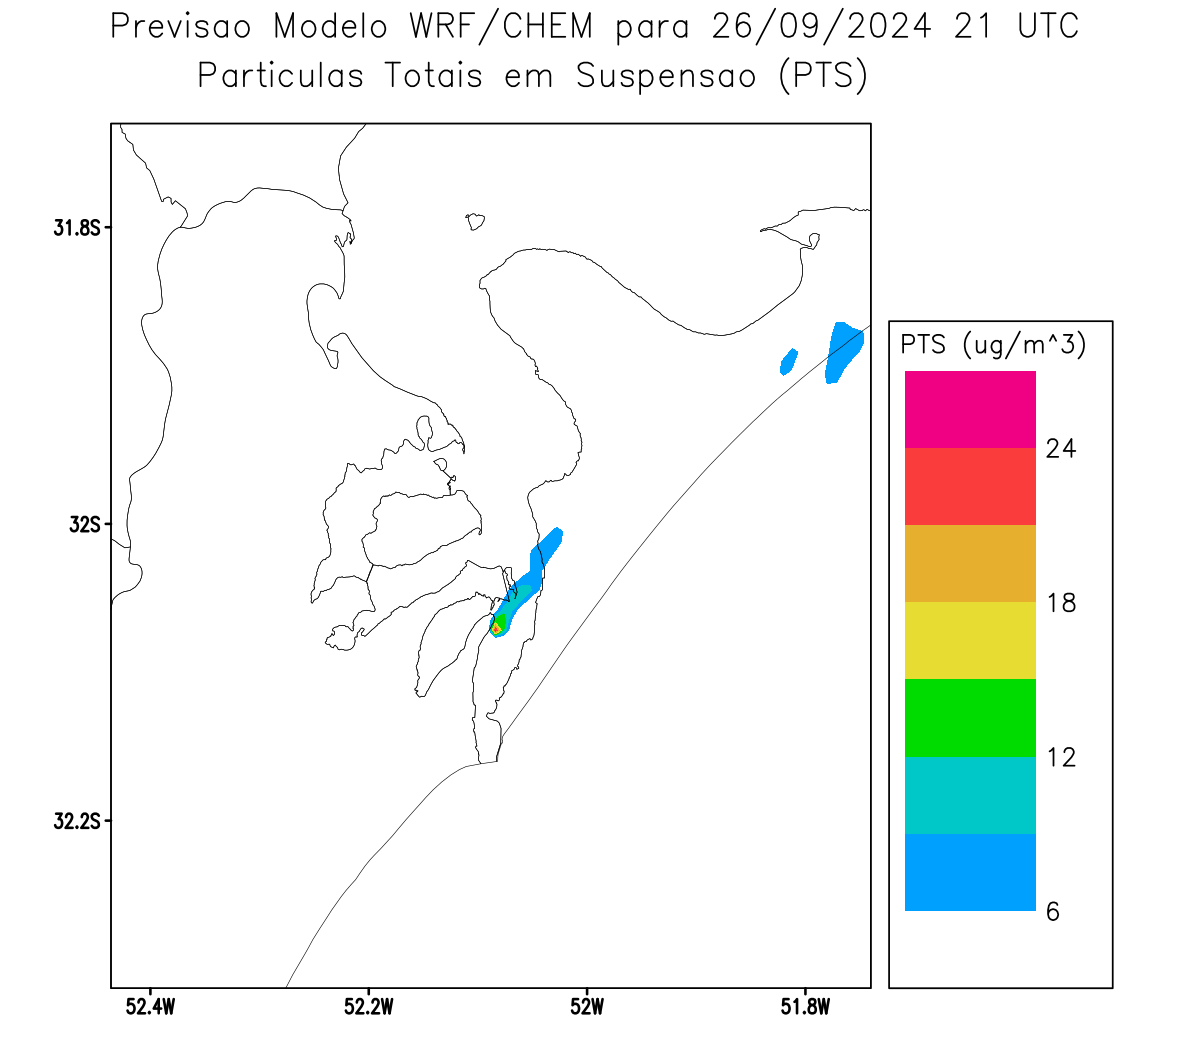 Previsao Modelo WRF/CHEM para 26/09/2024 21 UTC
Particulas Totais em Suspensao (PTS)
31.8S
32S
32.2S
52.4W
52.2W
52W
51.8W
PTS (ug/m^3)
24
18
12
6